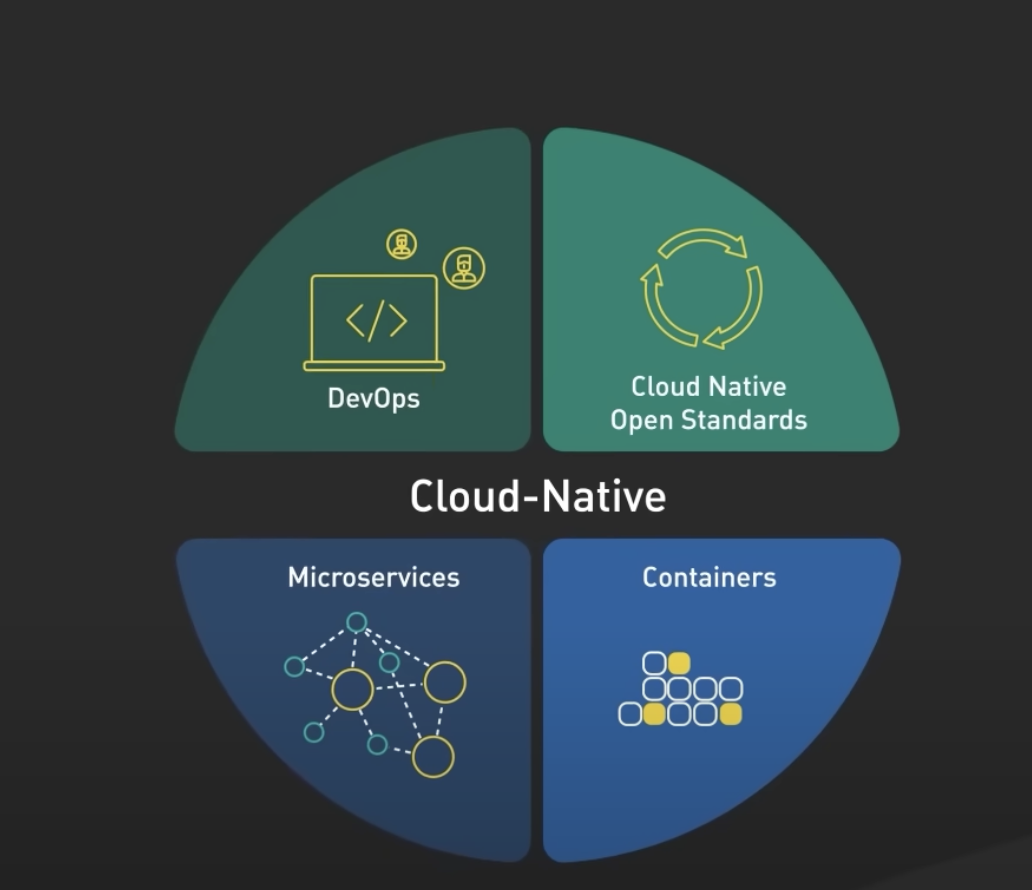 DevOps
Cloud Native
Open Standards
Cloud-Native
Microservices
Containers